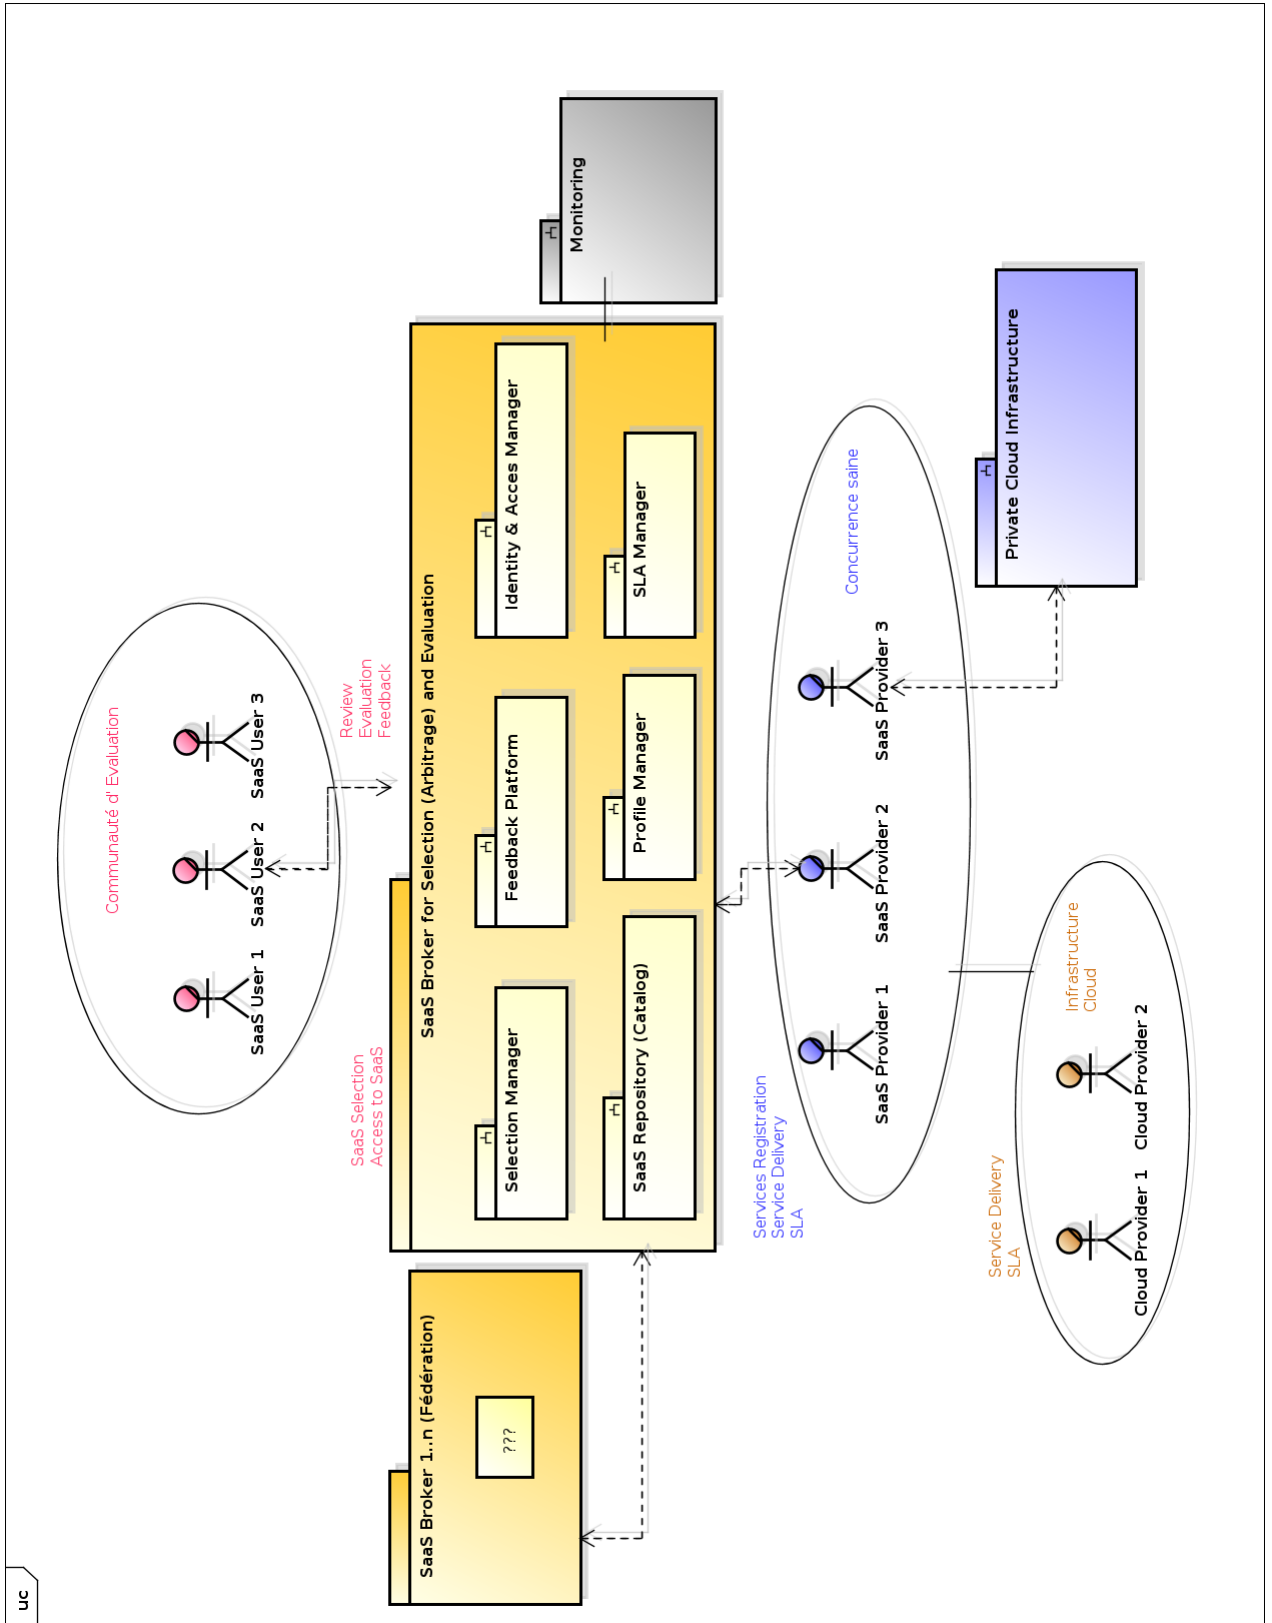 uc
Communauté d' Evaluation
SaaS User 1
SaaS User 2
SaaS User 3
SaaS Selection
Access to SaaS
Review
Evaluation
Feedback
SaaS Broker 1..n (Fédération)
???
SaaS Broker for Selection (Arbitrage) and Evaluation
Selection Manager
Feedback Platform
Identity & Acces Manager
SaaS Repository (Catalog)
Profile Manager
SLA Manager
Monitoring
Services Registration
Service Delivery
SLA
Concurrence saine
SaaS Provider 1
SaaS Provider 2
SaaS Provider 3
Private Cloud Infrastructure
Service Delivery
SLA
Infrastructure
Cloud
Cloud Provider 1
Cloud Provider 2